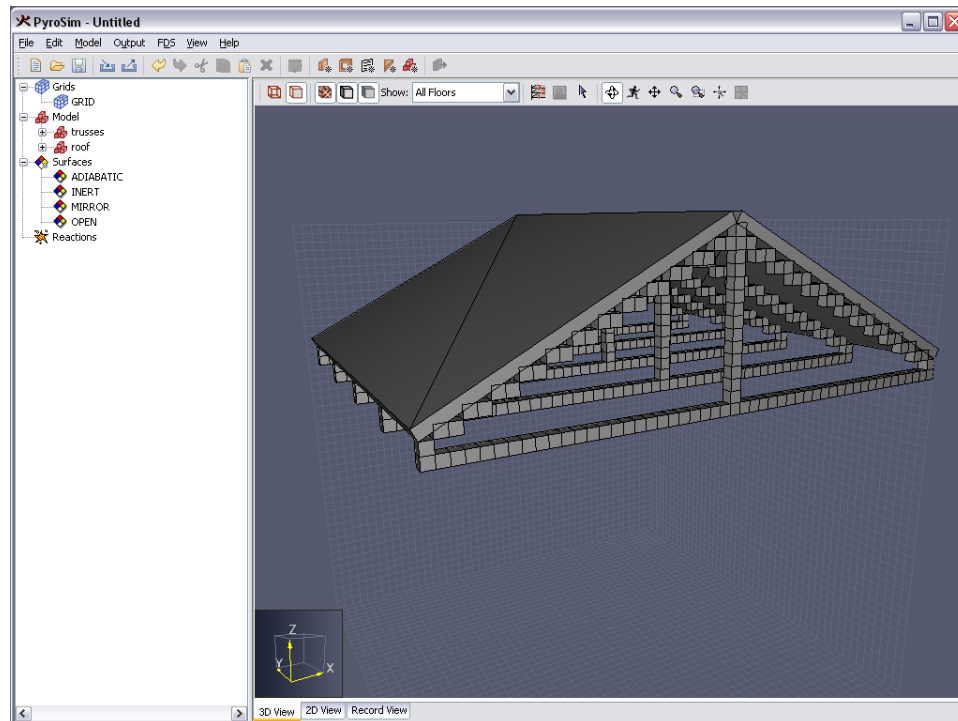 PyroSim - Untitled
File Edit Model Output FDS View Help
Show: All Floors
Grids
GRID
Model
trusses
roof
Surfaces
ADIABATIC
INERT
MIRROR
OPEN
Reactions
Z
Y
X
3D View 2D View Record View